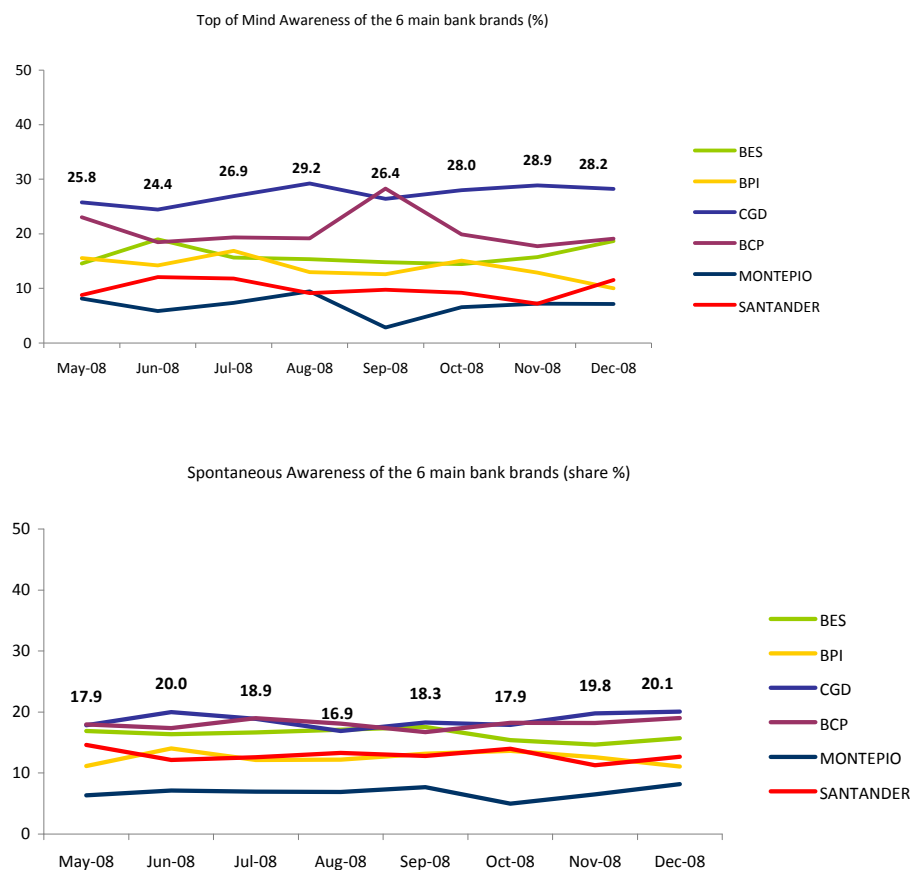 Top of Mind Awareness of the 6 main bank brands (%)
50
40
30
20
10
0
25.8 24.4 26.9 29.2 26.4 28.0 28.9 28.2
May-08 Jun-08 Jul-08 Aug-08 Sep-08 Oct-08 Nov-08 Dec-08
BES
BPI
CGD
BCP
MONTEPIO
SANTANDER
Spontaneous Awareness of the 6 main bank brands (share %)
50
40
30
20
10
0
17.9 20.0 18.9 16.9 18.3 17.9 19.8 20.1
May-08 Jun-08 Jul-08 Aug-08 Sep-08 Oct-08 Nov-08 Dec-08
BES
BPI
CGD
BCP
MONTEPIO
SANTANDER